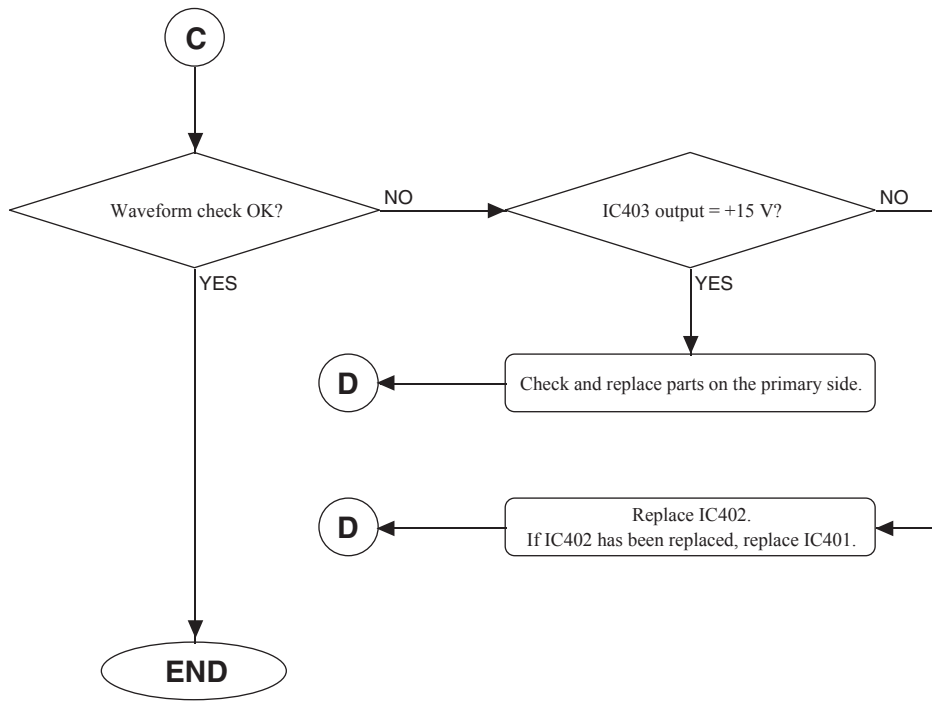 C
Waveform check OK?
NO
IC403 output = +15 V?
NO
YES
YES
D
Check and replace parts on the primary side.
D
Replace IC402.
If IC402 has been replaced, replace IC401.
END